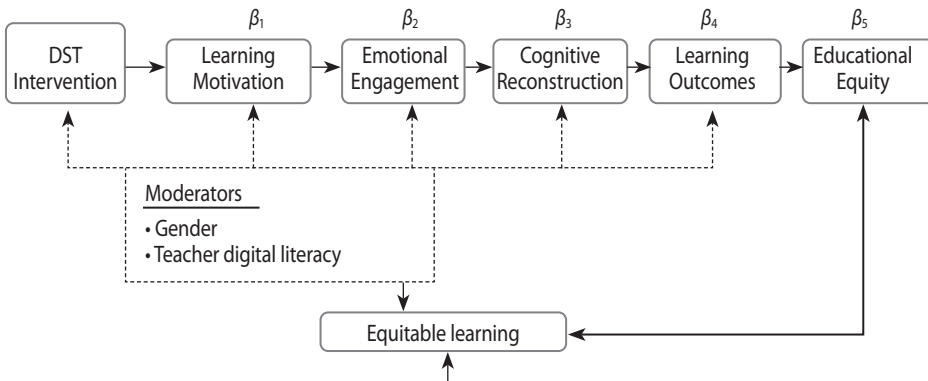 β1
β2
β3
β4
β5
DST
Intervention
Learning
Motivation
Emotional
Engagement
Cognitive
Reconstruction
Learning
Outcomes
Educational
Equity
Moderators
• Gender
• Teacher digital literacy
Equitable learning